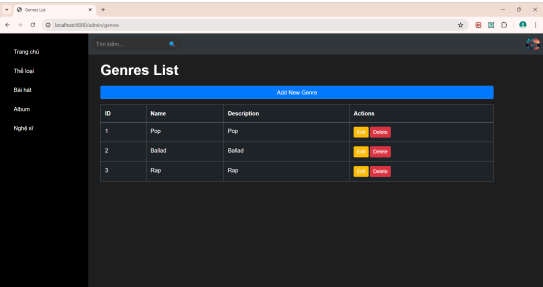 Genres List
localhost:8080/admin/genres
Trang chủ
Thể loại
Bài hát
Album
Nghệ sĩ
Tìm kiếm...
Genres List
Add New Genre
ID Name Description Actions
1 Pop Pop Edit Delete
2 Ballad Ballad Edit Delete
3 Rap Rap Edit Delete